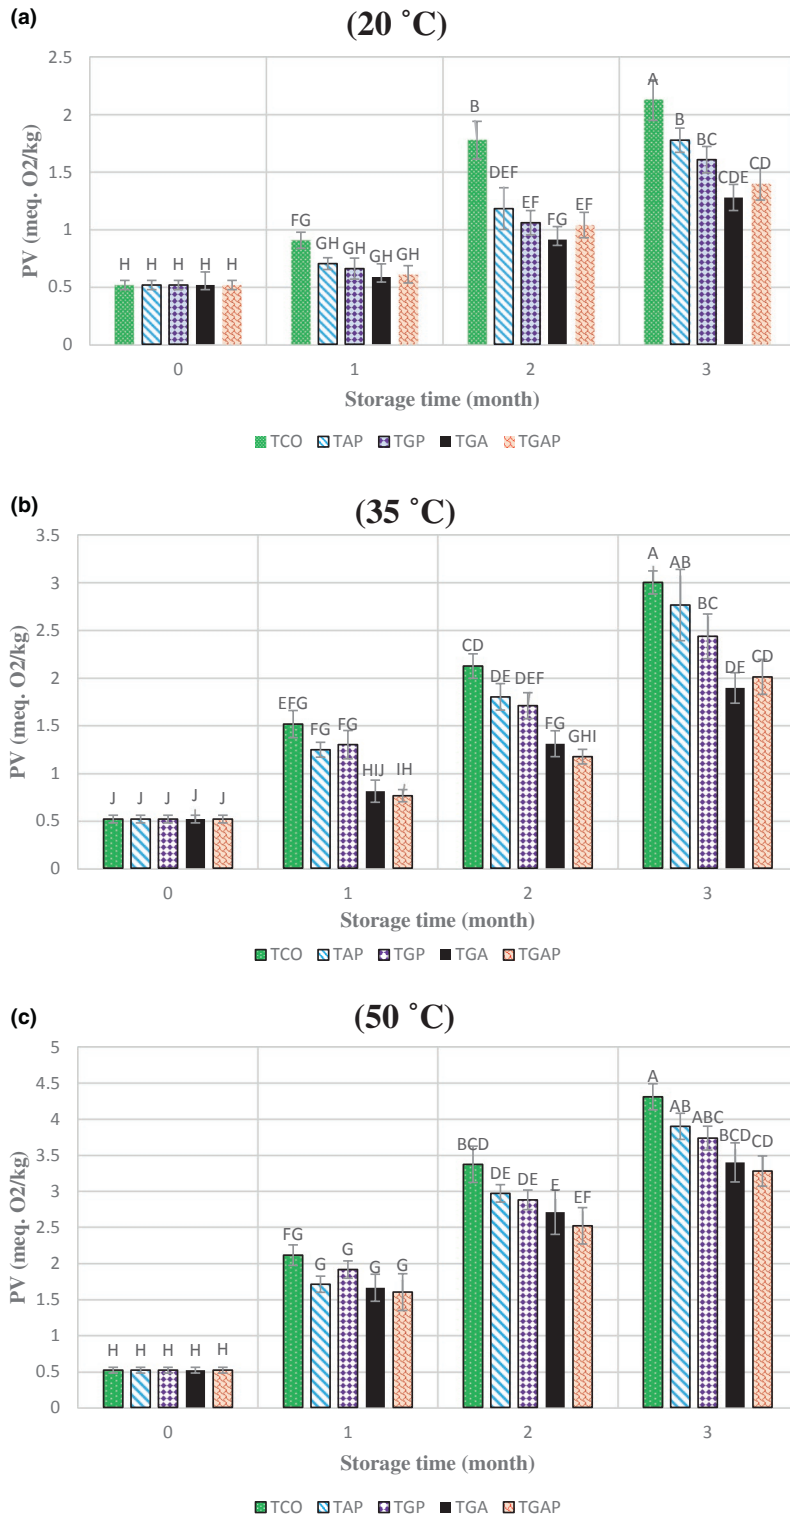 (a)
(20 ˚C)
2.5
2
1.5
1
0.5
0
PV (meq. O2/kg)
H H H H H
FG GH GH GH GH
B DEF EF FG EF
A B BC CDE CD
0 1 2 3
Storage time (month)
TCO TAP TGP TGA TGAP
(b)
(35 ˚C)
3.5
3
2.5
2
1.5
1
0.5
0
PV (meq. O2/kg)
J J J J J
EFG FG FG HIJ IH
CD DE DEF FG GHI
A AB BC DE CD
0 1 2 3
Storage time (month)
TCO TAP TGP TGA TGAP
(c)
(50 ˚C)
5
4.5
4
3.5
3
2.5
2
1.5
1
0.5
0
PV (meq. O2/kg)
H H H H H
FG G G G G
BCD DE DE E EF
A AB ABC BCD CD
0 1 2 3
Storage time (month)
TCO TAP TGP TGA TGAP